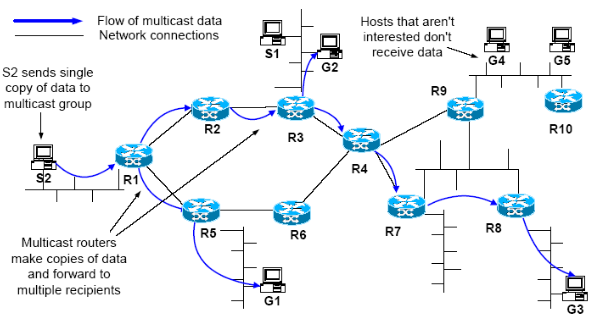 Flow of multicast data
Network connections
S2 sends single
copy of data to
multicast group
Hosts that aren't
interested don't
receive data
S1
G2
G4
G5
R9
R10
R2
R3
R4
S2
R1
R5
R6
R7
R8
Multicast routers
make copies of data
and forward to
multiple recipients
G1
G3